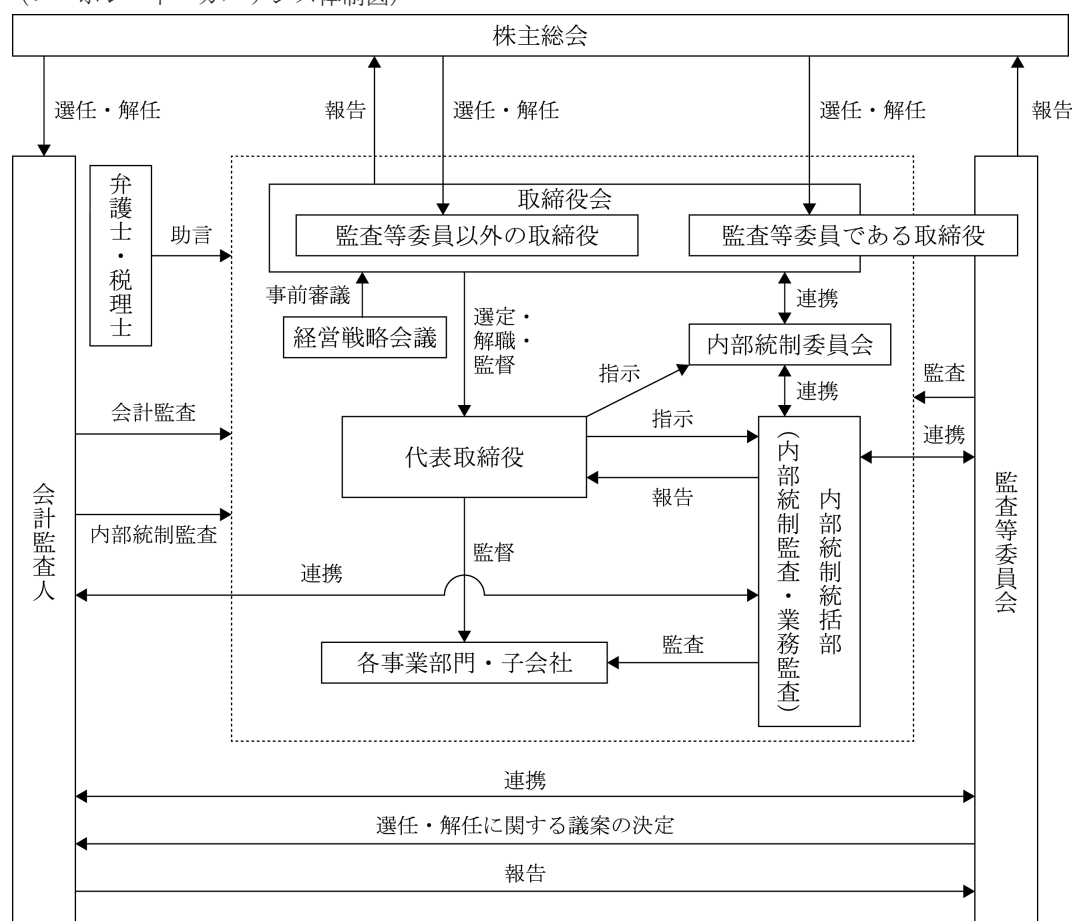 株主総会
選任・解任
報告
選任・解任
選任・解任
報告
弁護士・税理士
助言
取締役会
監査等委員以外の取締役
監査等委員である取締役
事前審議
経営戦略会議
選定・
解職・
監督
連携
内部統制委員会
指示
連携
監査
会計監査
代表取締役
指示
報告
連携
内部統制統括部
(内部統制監査・業務監査)
会計監査人
内部統制監査
監査等委員会
監督
連携
各事業部門・子会社
監査
連携
選任・解任に関する議案の決定
報告